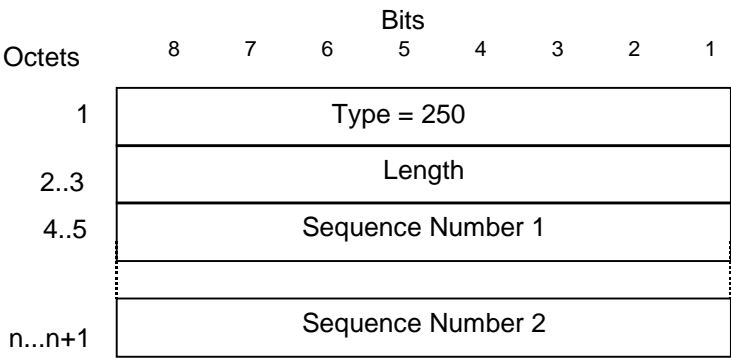 Bits
Octets 8 7 6 5 4 3 2 1
1 Type = 250
2..3 Length
4..5 Sequence Number 1
n...n+1 Sequence Number 2